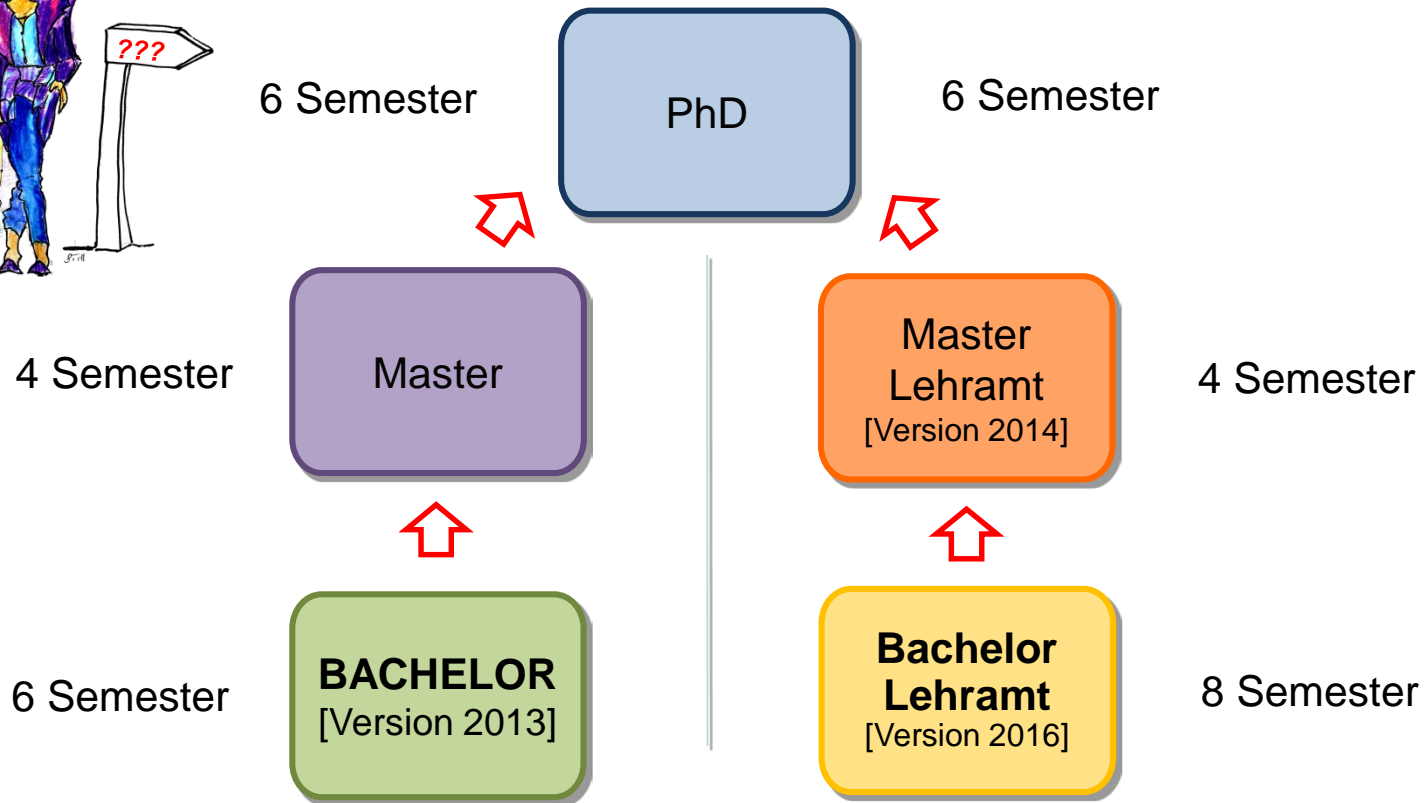 ???
6 Semester
PhD
6 Semester
4 Semester
Master
Master
Lehramt
[Version 2014]
4 Semester
6 Semester
BACHELOR
[Version 2013]
Bachelor
Lehramt
[Version 2016]
8 Semester